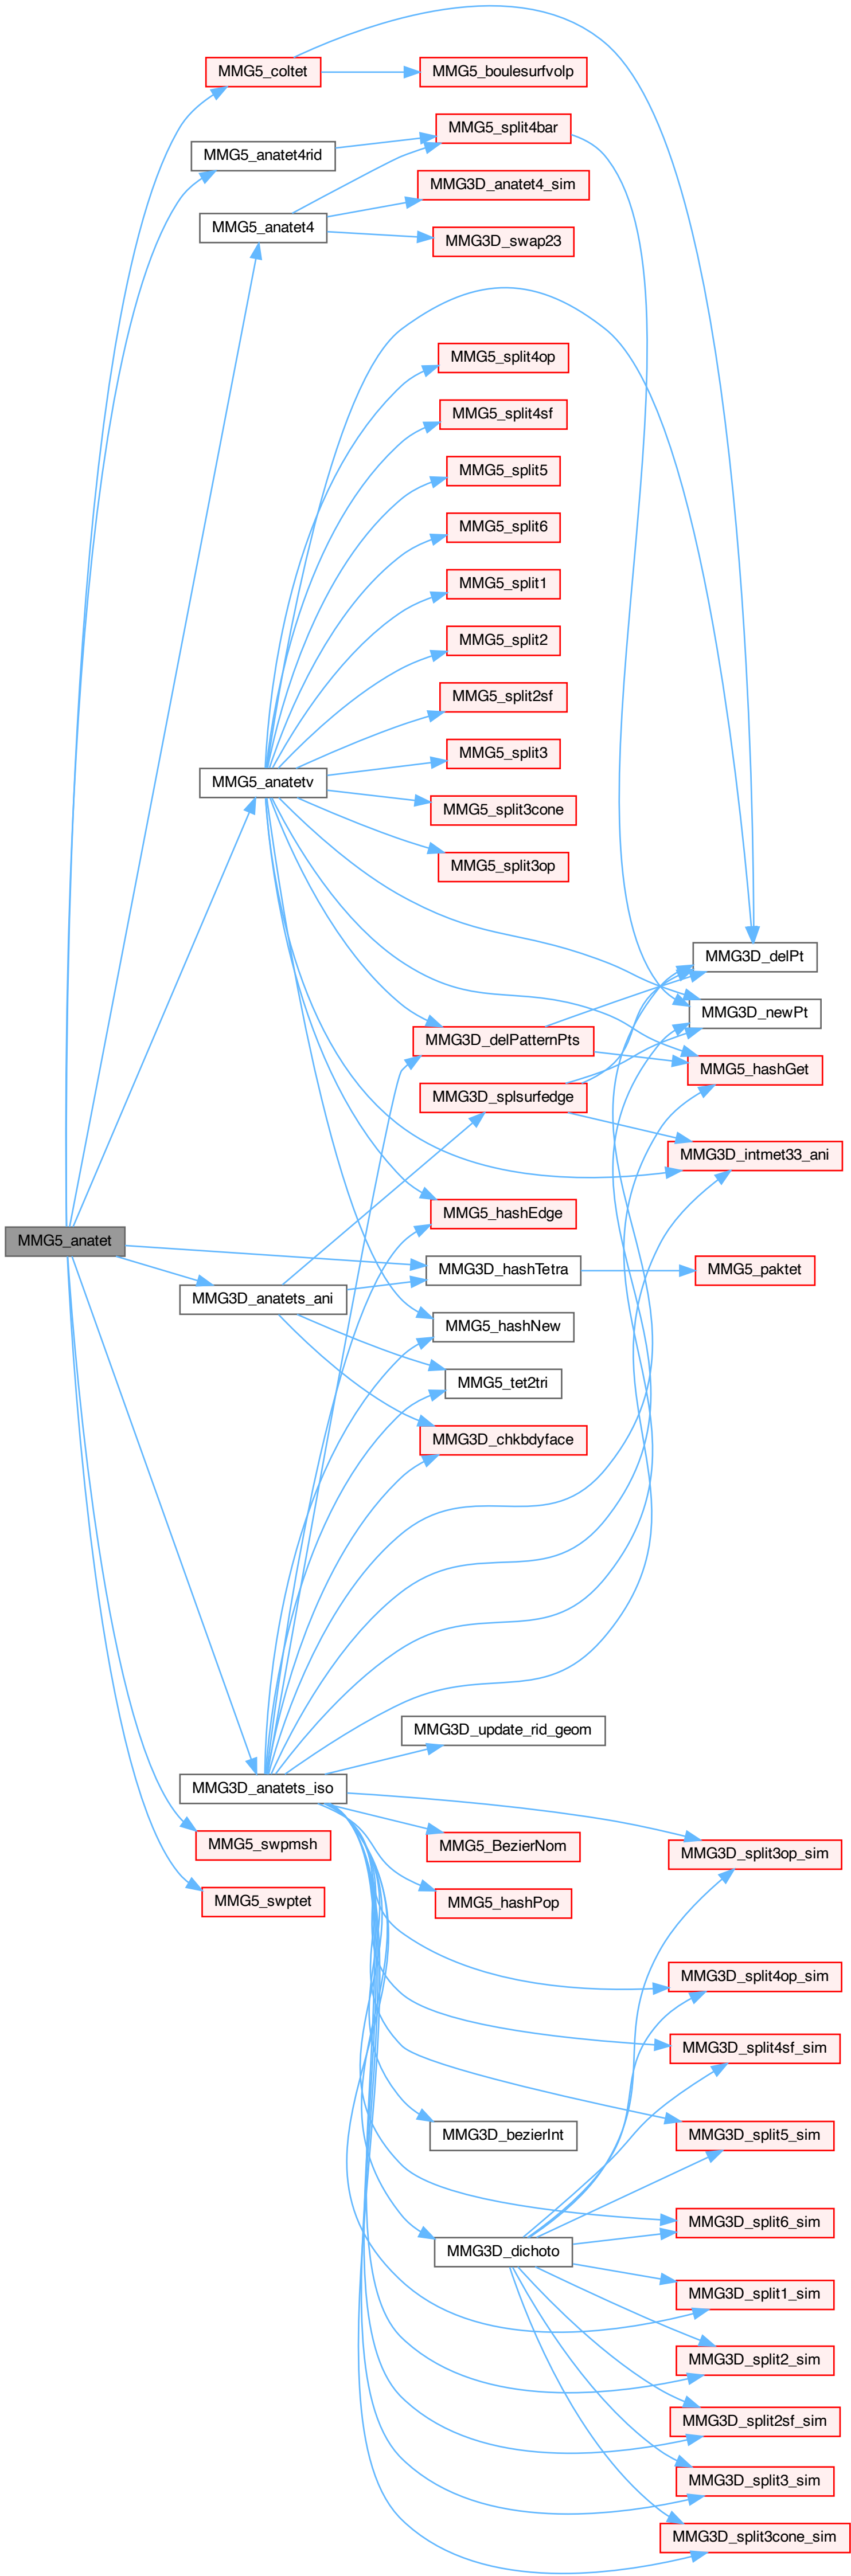 MMG5_coltet
MMG5_boulesurfvolp
MMG5_split4bar
MMG5_anatet4rid
MMG3D_anatet4_sim
MMG5_anatet4
MMG3D_swap23
MMG5_split4op
MMG5_split4sf
MMG5_split5
MMG5_split6
MMG5_split1
MMG5_split2
MMG5_split2sf
MMG5_split3
MMG5_anatetv
MMG5_split3cone
MMG5_split3op
MMG3D_delPt
MMG3D_newPt
MMG3D_delPatternPts
MMG5_hashGet
MMG3D_splsurfedge
MMG3D_intmet33_ani
MMG5_hashEdge
MMG5_anatet
MMG3D_hashTetra
MMG5_paktet
MMG3D_anatets_ani
MMG5_hashNew
MMG5_tet2tri
MMG3D_chkbdyface
MMG3D_update_rid_geom
MMG3D_anatets_iso
MMG5_swpmsh
MMG5_BezierNom
MMG3D_split3op_sim
MMG5_swptet
MMG5_hashPop
MMG3D_split4op_sim
MMG3D_split4sf_sim
MMG3D_bezierInt
MMG3D_split5_sim
MMG3D_split6_sim
MMG3D_dichoto
MMG3D_split1_sim
MMG3D_split2_sim
MMG3D_split2sf_sim
MMG3D_split3_sim
MMG3D_split3cone_sim